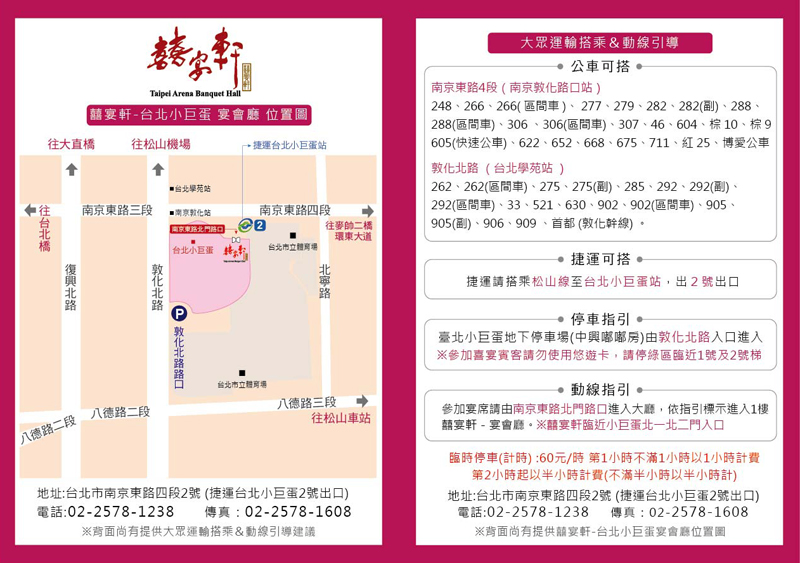 囍宴軒
囍宴軒
Taipei Arena Banquet Hall
囍宴軒-台北小巨蛋 宴會廳 位置圖
往大直橋
往松山機場
捷運台北小巨蛋站
台北學苑站
往台北橋
南京東路三段
南京敦化站
南京東路四段
往麥帥二橋
環東大道
南京東路北門路口
2
台北小巨蛋
囍宴軒
Taipei Arena Banquet Hall
台北市立體育場
復興北路
敦化北路
北寧路
P
敦化北路路口
台北市立體育場
八德路二段
八德路二段
八德路三段
往松山車站
地址:台北市南京東路四段2號 (捷運台北小巨蛋2號出口)
電話:02-2578-1238 傳真：02-2578-1608
※背面尚有提供大眾運輸搭乘＆動線引導建議
大眾運輸搭乘＆動線引導
公車可搭
南京東路4段 ( 南京敦化路口站 )
248、266、266( 區間車 )、 277、279、282、282(副)、288、
288(區間車)、306 、306(區間車)、307、46、604、棕 10、棕 9
605(快速公車)、622、652、668、675、711、紅 25、博愛公車
敦化北路 ( 台北學苑站 )
262、262(區間車)、275、275(副)、285、292、292(副)、
292(區間車)、33、521、630、902、902(區間車)、905、
905(副)、906、909 、首都 (敦化幹線) 。
捷運可搭
捷運請搭乘松山線至台北小巨蛋站，出 2 號出口
停車指引
臺北小巨蛋地下停車場(中興嘟嘟房)由敦化北路入口進入
※參加喜宴賓客請勿使用悠遊卡，請停綠區臨近1號及2號梯
動線指引
參加宴席請由南京東路北門路口進入大廳，依指引標示進入1樓
囍宴軒 - 宴會廳。※囍宴軒臨近小巨蛋北一北二門入口
臨時停車(計時) :60元/時 第1小時不滿1小時以1小時計費
第2小時起以半小時計費(不滿半小時以半小時計)
地址:台北市南京東路四段2號 (捷運台北小巨蛋2號出口)
電話:02-2578-1238 傳真：02-2578-1608
※背面尚有提供囍宴軒-台北小巨蛋宴會廳位置圖